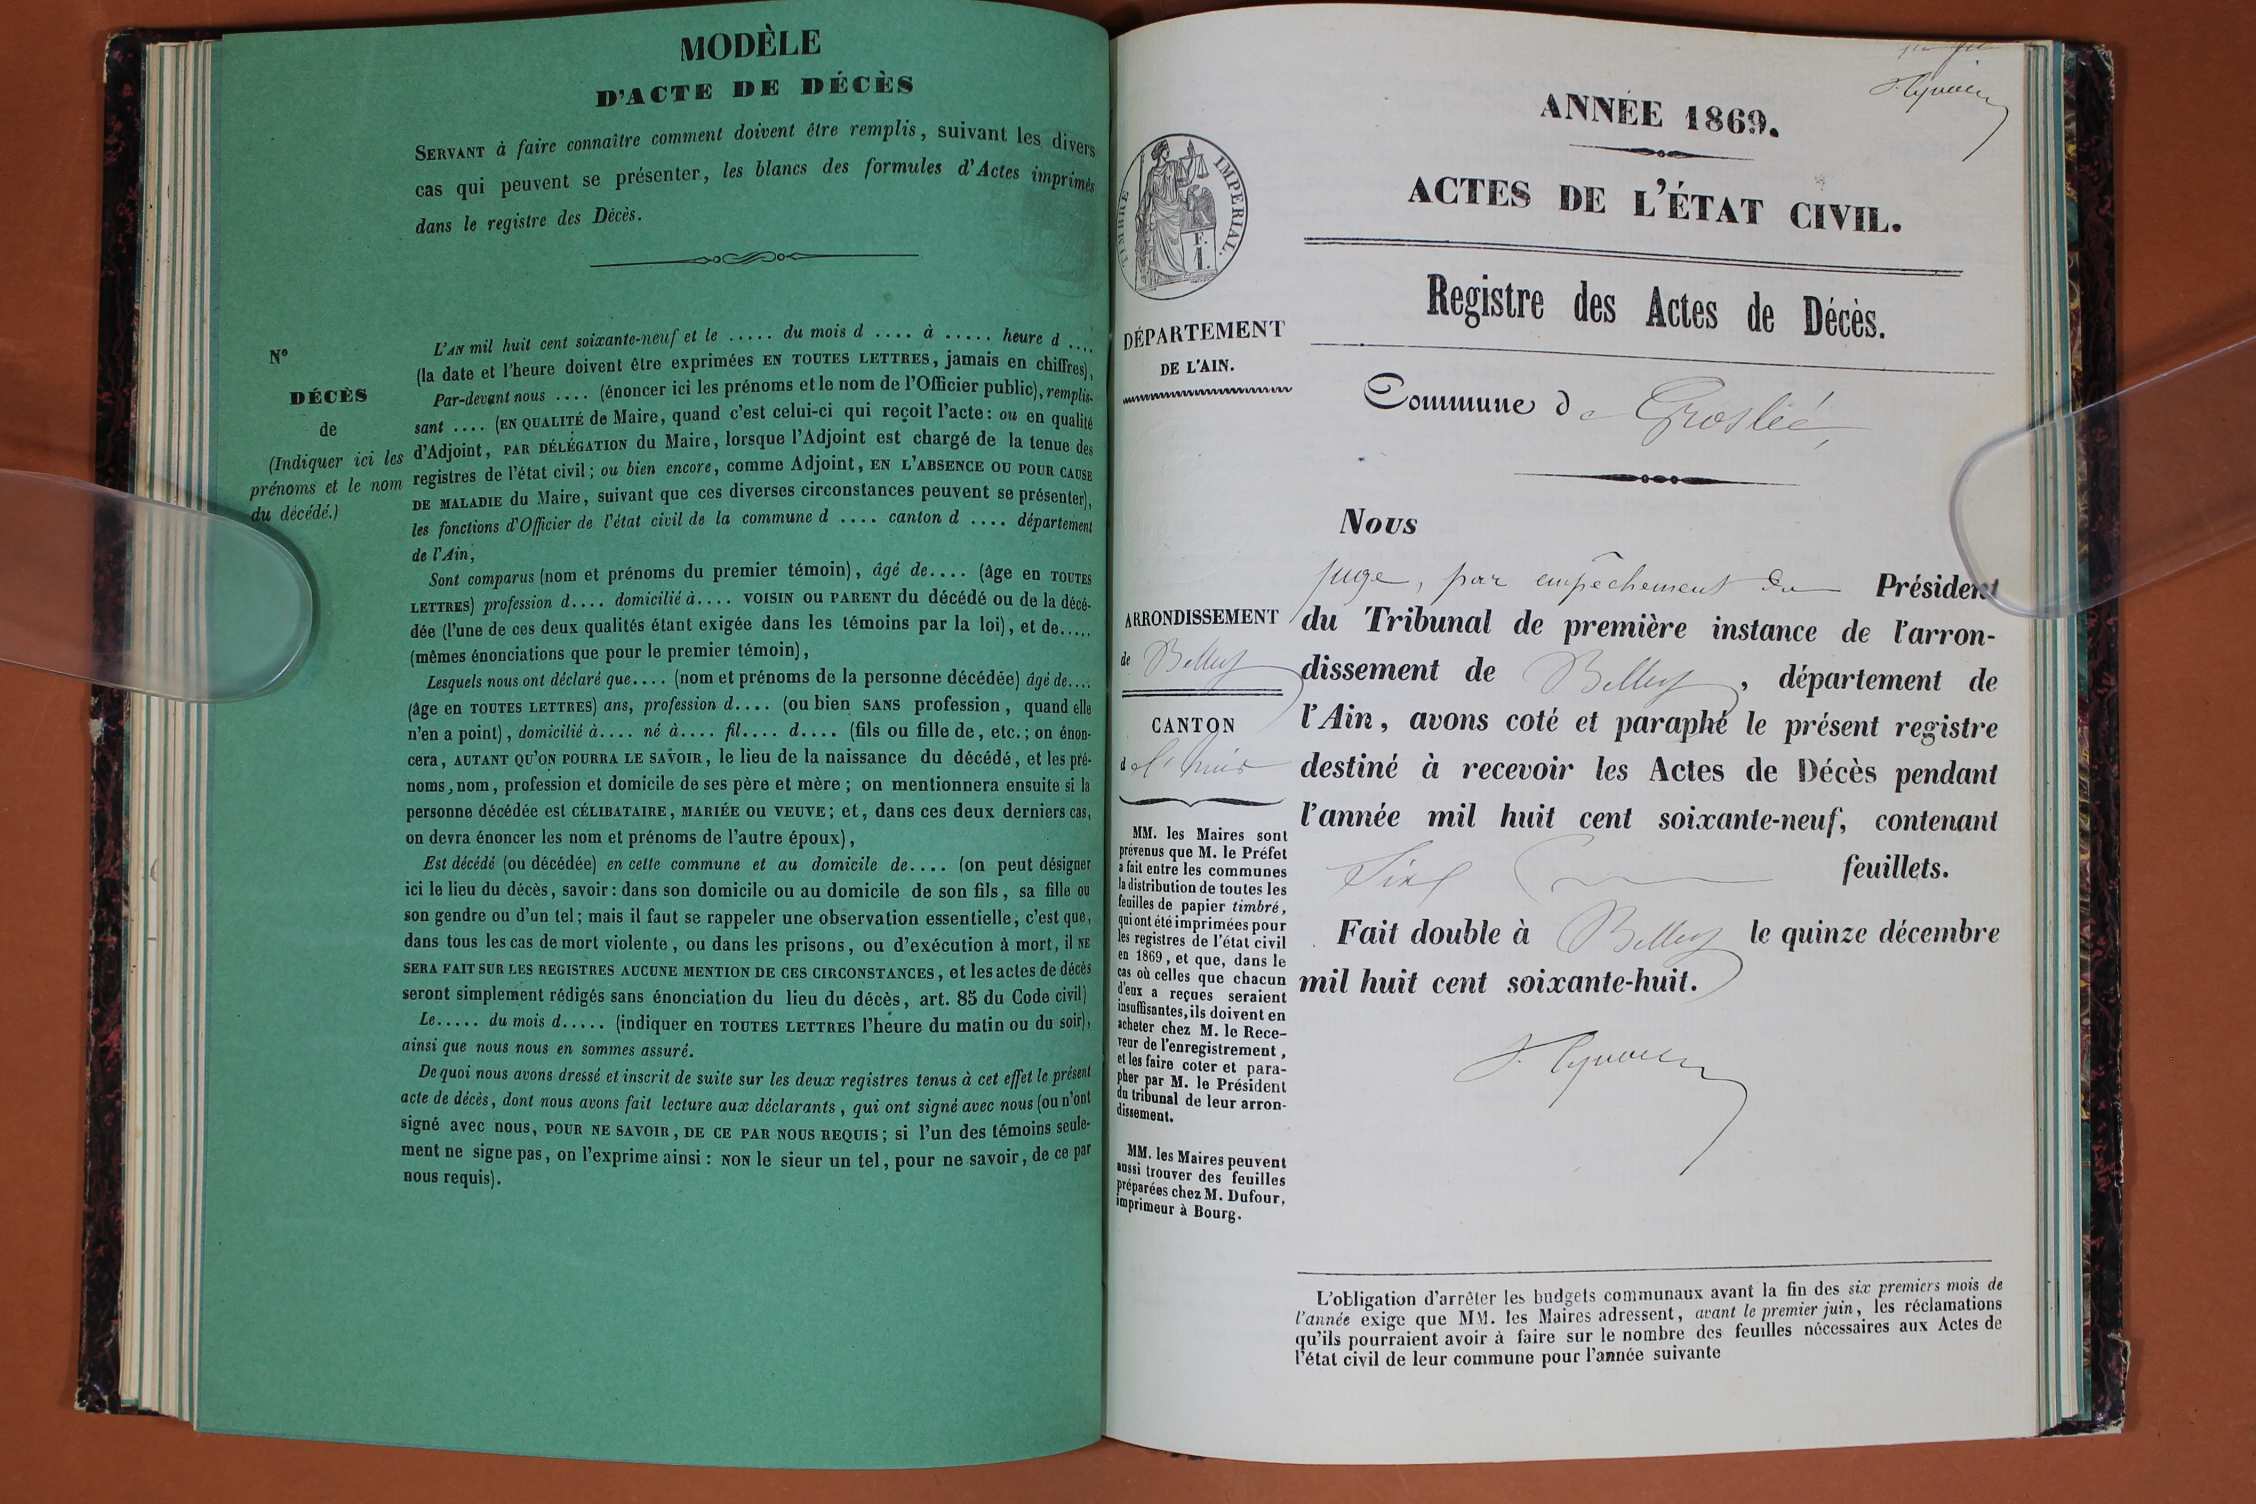 MODÈLE
D'ACTE DE DÉCÈS
SERVANT à faire connaître comment doivent être remplis, suivant les divers
cas qui peuvent se présenter, les blancs des formules d'Actes imprimés
dans le registre des Décès.
N°
DÉCÈS
de
(Indiquer ici les
prénoms et le nom
du décédé.)
L'AN mil huit cent soixante-neuf et le ..... du mois d .... à ..... heure d ....
(la date et l'heure doivent être exprimées EN TOUTES LETTRES, jamais en chiffres),
Par-devant nous .... (énoncer ici les prénoms et le nom de l'Officier public), remplis-
sant .... (EN QUALITÉ de Maire, quand c'est celui-ci qui reçoit l'acte: ou en qualité
d'Adjoint, PAR DÉLÉGATION du Maire, lorsque l'Adjoint est chargé de la tenue des
registres de l'état civil; ou bien encore, comme Adjoint, EN L'ABSENCE OU POUR CAUSE
DE MALADIE du Maire, suivant que ces diverses circonstances peuvent se présenter),
les fonctions d'Officier de l'état civil de la commune d .... canton d .... département
de l'Ain,
Sont comparus (nom et prénoms du premier témoin), âgé de.... (âge en TOUTES
LETTRES) profession d.... domicilié à.... VOISIN OU PARENT du décédé ou de la décé-
dée (l'une de ces deux qualités étant exigée dans les témoins par la loi), et de.....
(mêmes énonciations que pour le premier témoin),
Lesquels nous ont déclaré que.... (nom et prénoms de la personne décédée) âgé de....
(âge en TOUTES LETTRES) ans, profession d.... (ou bien SANS profession, quand elle
n'en a point), domicilié à.... né à.... fil.... d.... (fils ou fille de, etc.; on énon-
cera, AUTANT QU'ON POURRA LE SAVOIR, le lieu de la naissance du décédé, et les pré-
noms, nom, profession et domicile de ses père et mère; on mentionnera ensuite si la
personne décédée est CÉLIBATAIRE, MARIÉE OU VEUVE; et, dans ces deux derniers cas,
on devra énoncer les nom et prénoms de l'autre époux),
Est décédé (ou décédée) en cette commune et au domicile de.... (on peut désigner
ici le lieu du décès, savoir: dans son domicile ou au domicile de son fils, sa fille ou
son gendre ou d'un tel; mais il faut se rappeler une observation essentielle, c'est que,
dans tous les cas de mort violente, ou dans les prisons, ou d'exécution à mort, il NE
SERA FAIT SUR LES REGISTRES AUCUNE MENTION DE CES CIRCONSTANCES, et les actes de décès
seront simplement rédigés sans énonciation du lieu du décès, art. 85 du Code civil)
Le..... du mois d..... (indiquer en TOUTES LETTRES l'heure du matin ou du soir),
ainsi que nous nous en sommes assuré.
De quoi nous avons dressé et inscrit de suite sur les deux registres tenus à cet effet le présent
acte de décès, dont nous avons fait lecture aux déclarants, qui ont signé avec nous (ou n'ont
signé avec nous, POUR NE SAVOIR, DE CE PAR NOUS REQUIS; si l'un des témoins seule-
ment ne signe pas, on l'exprime ainsi: NON le sieur un tel, pour ne savoir, de ce par
nous requis).
TIMBRE IMPÉRIAL.
F.
1.
DÉPARTEMENT
DE L'AIN.
ARRONDISSEMENT
de Belley
CANTON
d
MM. les Maires sont
prévenus que M. le Préfet
a fait entre les communes
la distribution de toutes les
feuilles de papier timbré,
qui ont été imprimées pour
les registres de l'état civil
en 1869, et que, dans le
cas où celles que chacun
d'eux a reçues seraient
insuffisantes, ils doivent en
acheter chez M. le Rece-
veur de l'enregistrement,
et les faire coter et para-
pher par M. le Président
du tribunal de leur arron-
dissement.
MM. les Maires peuvent
aussi trouver des feuilles
préparées chez M. Dufour,
imprimeur à Bourg.
ANNÉE 1869.
ACTES DE L'ÉTAT CIVIL.
Registre des Actes de Décès.
Commune de Groslée,
Nous
juge, par empêchement du Président
du Tribunal de première instance de l'arron-
dissement de Belley, département de
l'Ain, avons coté et paraphé le présent registre
destiné à recevoir les Actes de Décès pendant
l'année mil huit cent soixante-neuf, contenant
Six feuillets.
Fait double à Belley le quinze décembre
mil huit cent soixante-huit.
L'obligation d'arrêter les budgets communaux avant la fin des six premiers mois de
l'année exige que MM. les Maires adressent, avant le premier juin, les réclamations
qu'ils pourraient avoir à faire sur le nombre des feuilles nécessaires aux Actes de
l'état civil de leur commune pour l'année suivante